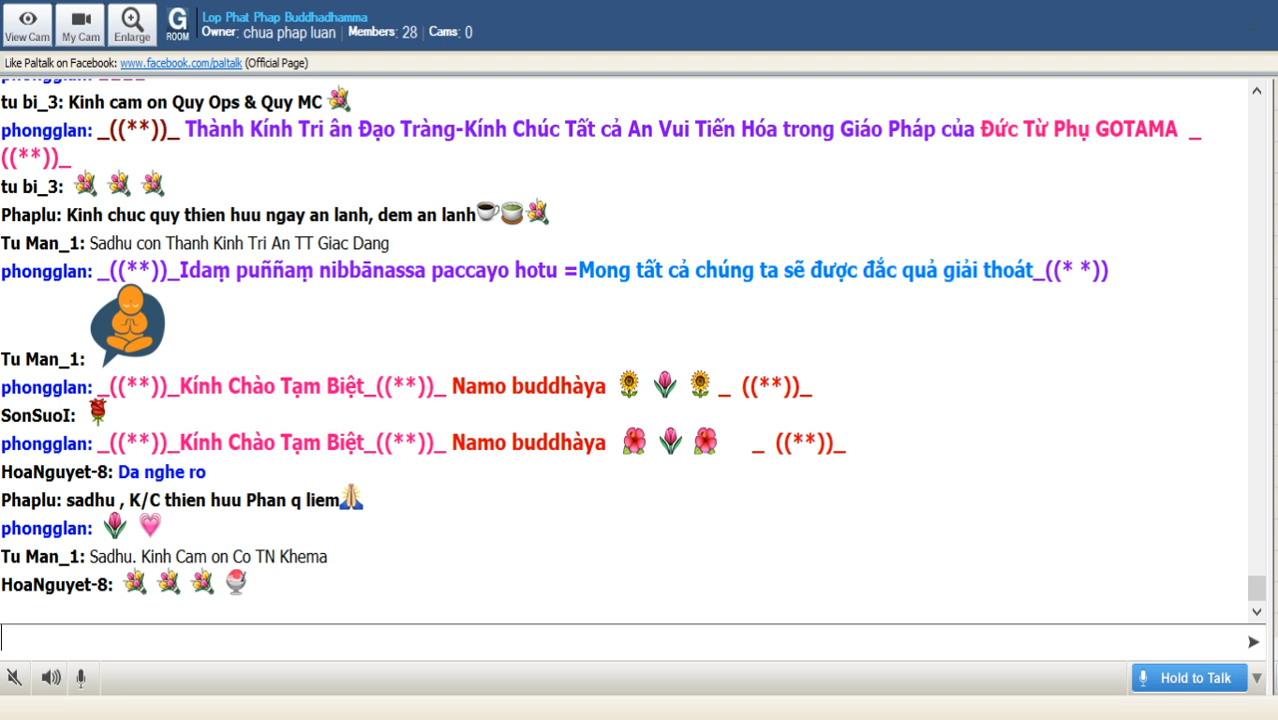 Lop Phat Phap Buddhadhamma
Owner: chua phap luan | Members: 28 | Cams: 0
View Cam
My Cam
Enlarge
G
ROOM
Like Paltalk on Facebook: www.facebook.com/paltalk (Official Page)
tu bi_3: Kinh cam on Quy Ops & Quy MC
phongglan: _((**))_ Thành Kính Tri ân Đạo Tràng-Kính Chúc Tất cả An Vui Tiến Hóa trong Giáo Pháp của Đức Từ Phụ GOTAMA _
((**))_
tu bi_3:
Phaplu: Kinh chuc quy thien huu ngay an lanh, dem an lanh
Tu Man_1: Sadhu con Thanh Kinh Tri An TT Giac Dang
phongglan: _((**))_Idaṃ puññaṃ nibbānassa paccayo hotu =Mong tất cả chúng ta sẽ được đắc quả giải thoát_((* *))
Tu Man_1:
phongglan: _((**))_Kính Chào Tạm Biệt_((**))_ Namo buddhàya _ ((**))_
SonSuoI:
phongglan: _((**))_Kính Chào Tạm Biệt_((**))_ Namo buddhàya _ ((**))_
HoaNguyet-8: Da nghe ro
Phaplu: sadhu , K/C thien huu Phan q liem
phongglan:
Tu Man_1: Sadhu. Kinh Cam on Co TN Khema
HoaNguyet-8:
Hold to Talk